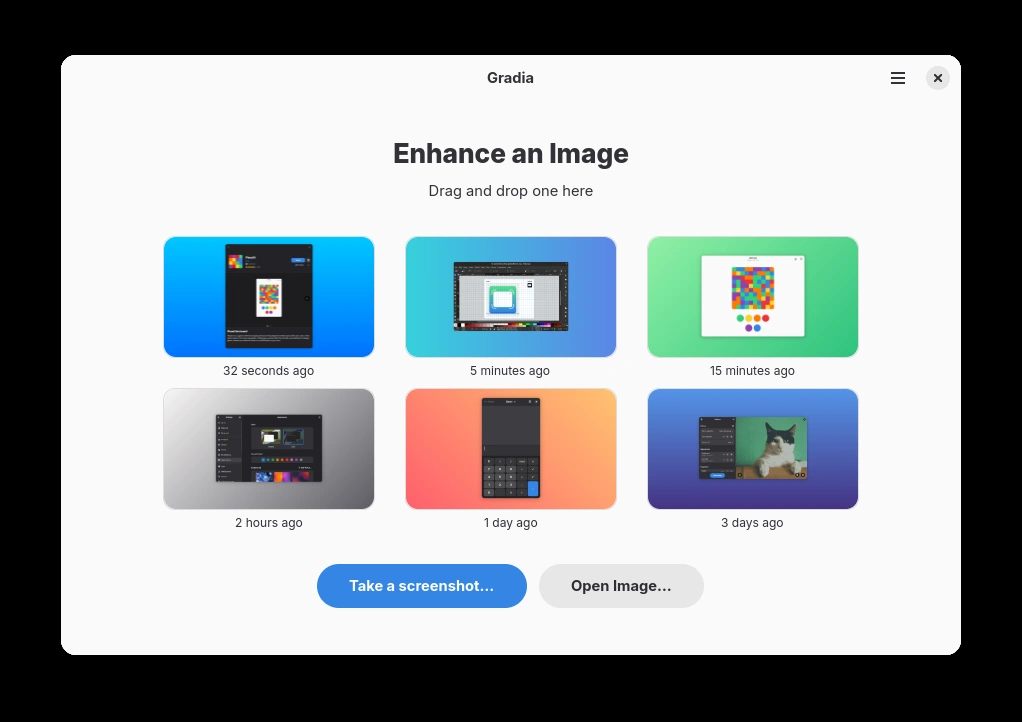 Gradia
Enhance an Image
Drag and drop one here
32 seconds ago
5 minutes ago
15 minutes ago
2 hours ago
1 day ago
3 days ago
Take a screenshot...
Open Image...